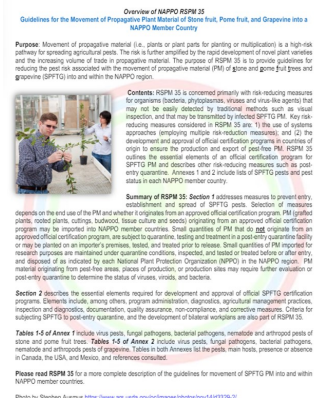 Overview of RSPM 35
Guidelines for the Movement of Propagative Plant Material of Stone fruit, Pome fruit, and Grapevine into a
NAPPO Member Country
Purpose: Movement of propagative material (i.e., plants or plant parts for planting or multiplication) is a high-risk
pathway for spreading agricultural pests. The risk is further amplified by the rapid development of novel plant varieties
and the increasing volume of trade in propagative material. The purpose of RSPM 35 is to provide guidelines for
reducing the pest risk associated with the movement of propagative material (PM) of stone and pome fruit trees and
grapevine (SPFTG) into and within the NAPPO region.
Contents: RSPM 35 is concerned primarily with risk-reducing measures
for organisms (bacteria, phytoplasmas, viruses and virus-like agents) that
may not be easily detected by traditional methods such as visual
inspection, and that may be transmitted by infected SPFTG PM. Key risk-
reducing measures considered in RSPM 35 are: 1) the use of systems
approaches (employing multiple risk-reduction measures); and (2) the
development and approval of official certification programs in countries of
origin to ensure the production and export of pest-free PM. RSPM 35
outlines the essential elements of an official certification program for
SPFTG PM and describes other risk-reducing measures such as post-
entry quarantine. Annexes 1 and 2 include lists of SPFTG pests and pest
status in each NAPPO member country.
Summary of RSPM 35: Section 1 addresses measures to prevent entry,
establishment and spread of SPFTG pests. Selection of measures
depends on the end use of the PM and whether it originates from an approved official certification program. PM (grafted
plants, rooted plants, cuttings, budwood, tissue culture and seeds) originating from an approved official certification
program may be imported into NAPPO member countries. Small quantities of PM that do not originate from an
approved official certification program, are subject to quarantine, testing and treatment in a post-entry quarantine facility
or may be planted on an importer's premises, tested, and treated prior to release. Small quantities of PM imported for
research purposes are maintained under quarantine conditions, inspected, and tested or treated before or after entry,
and disposed of as indicated by each National Plant Protection Organization (NPPO) in the NAPPO region. PM
material originating from pest-free areas, places of production, or production sites may require further evaluation or
post-entry quarantine to determine the status of viruses, viroids, and bacteria.
Section 2 describes the essential elements required for development and approval of official SPFTG certification
programs. Elements include, among others, program administration, diagnostics, agricultural management practices,
inspection and diagnostics, documentation, quality assurance, non-compliance, and corrective measures. Criteria for
subjecting SPFTG to post-entry quarantine, and the development of bilateral workplans are also part of RSPM 35.
Tables 1-5 of Annex 1 include virus pests, fungal pathogens, bacterial pathogens, nematode and arthropod pests of
stone and pome fruit trees. Tables 1-5 of Annex 2 include virus pests, fungal pathogens, bacterial pathogens,
nematode and arthropod pests of grapevine. Tables in both Annexes list the pests, main hosts, presence or absence
in Canada, the USA, and Mexico, and references consulted.
Please read RSPM 35 for a more complete description of the guidelines for movement of SPFTG PM into and within
NAPPO member countries.